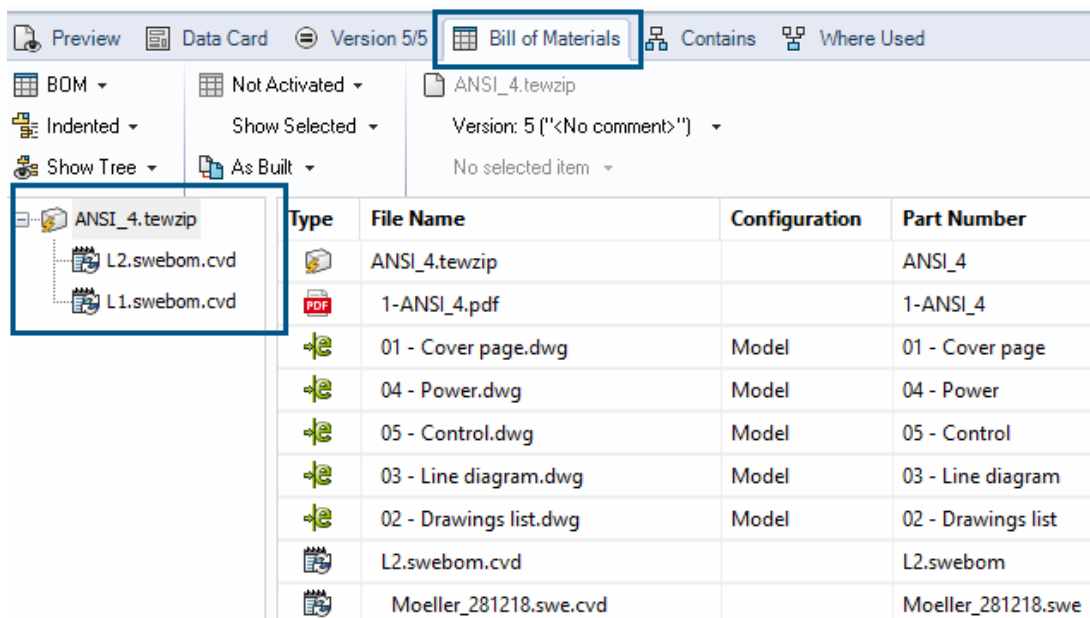 Preview Data Card Version 5/5 Bill of Materials Contains Where Used
BOM Not Activated ANSI_4.tewzip
Indented Show Selected Version: 5 ("<No comment>")
Show Tree As Built No selected item
ANSI_4.tewzip
L2.swebom.cvd
L1.swebom.cvd
Type File Name Configuration Part Number
ANSI_4.tewzip ANSI_4
PDF 1-ANSI_4.pdf 1-ANSI_4
01 - Cover page.dwg Model 01 - Cover page
04 - Power.dwg Model 04 - Power
05 - Control.dwg Model 05 - Control
03 - Line diagram.dwg Model 03 - Line diagram
02 - Drawings list.dwg Model 02 - Drawings list
L2.swebom.cvd L2.swebom
Moeller_281218.swe.cvd Moeller_281218.swe